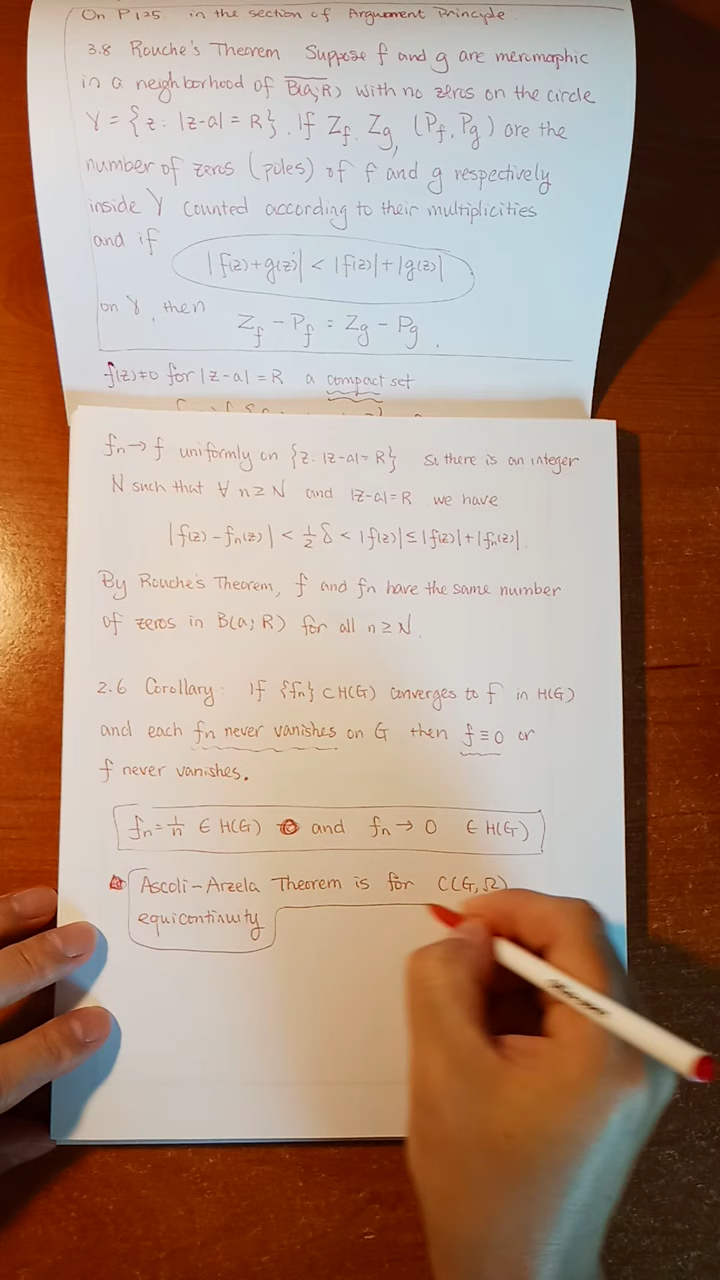 On P125. in the section of Arguement Principle.
3.8 Rouche's Theorem Suppose f and g are meromophic
in a neighborhood of B̅(̅a̅;̅R̅)̅ with no zeros on the circle
γ = {z: |z-a| = R}. If Zf, Zg, (Pf, Pg) are the
number of zeros (poles) of f and g respectively
inside γ counted according to their multiplicities
and if
|f(z)+g(z)| < |f(z)|+|g(z)|
on γ, then
Zf - Pf = Zg - Pg.
f(z)≠0 for |z-a| = R a compact set
fn → f uniformly on {z: |z-a| = R} so there is an integer
N such that ∀ n ≥ N and |z-a| = R we have
|f(z) - fn(z)| < ½ δ < |f(z)| ≤ |f(z)|+|fn(z)|.
By Rouche's Theorem, f and fn have the same number
of zeros in B(a; R) for all n ≥ N.
2.6 Corollary: If {fn} ⊂ H(G) converges to f in H(G)
and each fn never vanishes on G then f ≡ 0 or
f never vanishes.
fn = 1/n ∈ H(G) and fn → 0 ∈ H(G)
Ascoli-Arzela Theorem is for C(G, Ω)
equicontinuity